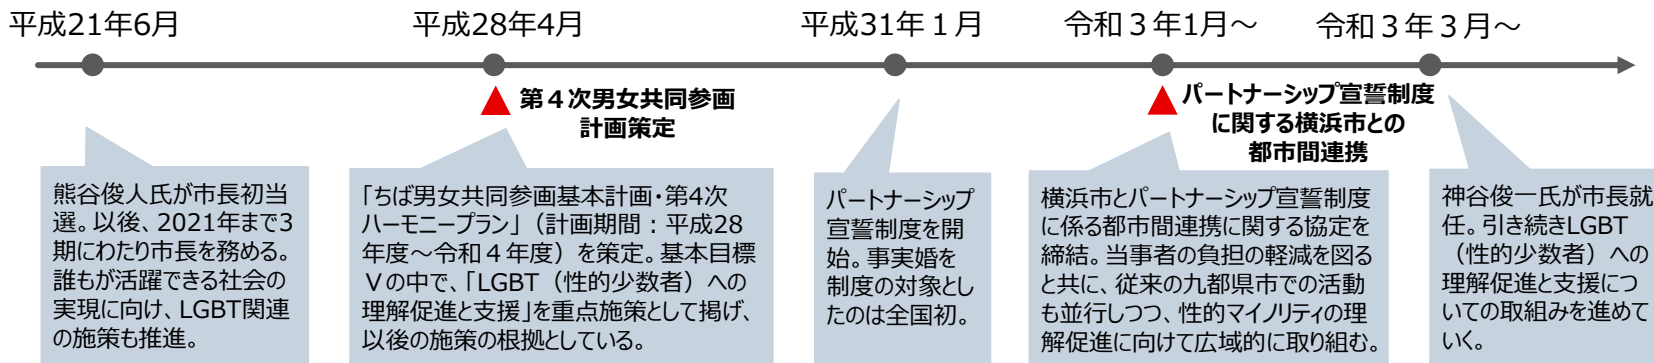 平成21年6月
平成28年4月
平成31年１月
令和３年1月～
令和３年３月～
第４次男女共同参画
計画策定
パートナーシップ宣誓制度
に関する横浜市との
都市間連携
熊谷俊人氏が市長初当
選。以後、2021年まで3
期にわたり市長を務める。
誰もが活躍できる社会の
実現に向け、LGBT関連
の施策も推進。
「ちば男女共同参画基本計画・第4次
ハーモニープラン」（計画期間：平成28
年度～令和４年度）を策定。基本目標
Ⅴの中で、「LGBT（性的少数者）への
理解促進と支援」を重点施策として掲げ、
以後の施策の根拠としている。
パートナーシップ
宣誓制度を開
始。事実婚を
制度の対象とし
たのは全国初。
横浜市とパートナーシップ宣誓制度
に係る都市間連携に関する協定を
締結。当事者の負担の軽減を図る
と共に、従来の九都県市での活動
も並行しつつ、性的マイノリティの理
解促進に向けて広域的に取り組む。
神谷俊一氏が市長就
任。引き続きLGBT
（性的少数者）への
理解促進と支援につ
いての取組みを進めて
いく。